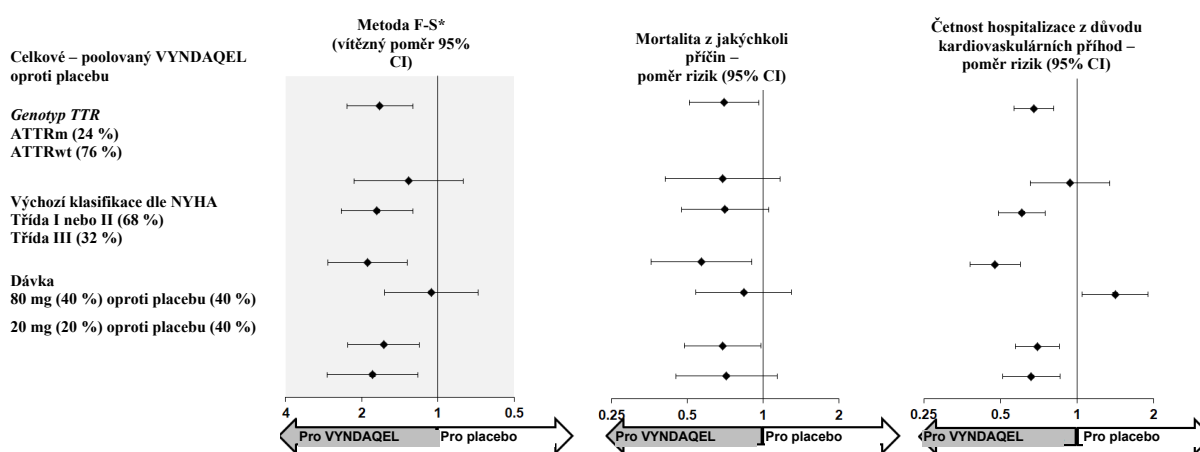 Celkové – poolovaný VYNDAQEL
oproti placebu
Genotyp TTR
ATTRm (24 %)
ATTRwt (76 %)
Výchozí klasifikace dle NYHA
Třída I nebo II (68 %)
Třída III (32 %)
Dávka
80 mg (40 %) oproti placebu (40 %)
20 mg (20 %) oproti placebu (40 %)
Metoda F-S*
(vítězný poměr 95%
CI)
4 2 1 0.5
Pro VYNDAQEL Pro placebo
Mortalita z jakýchkoli
příčin –
poměr rizik (95% CI)
0.25 0.5 1 2
Pro VYNDAQEL Pro placebo
Četnost hospitalizace z důvodu
kardiovaskulárních příhod –
poměr rizik (95% CI)
0.25 0.5 1 2
Pro VYNDAQEL Pro placebo